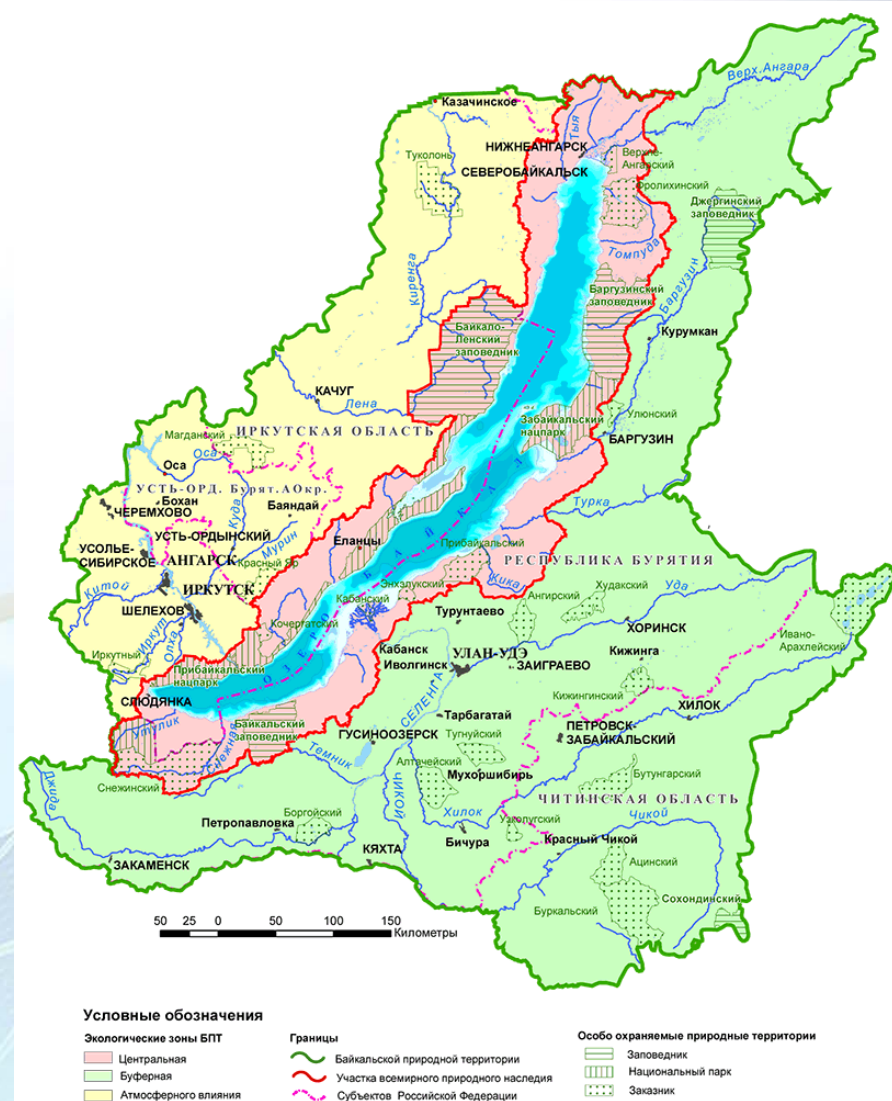 Верх. Ангара
Казачинское
Тыя
НИЖНЕАНГАРСК
Туколонь
Верхне-
Ангарский
СЕВЕРОБАЙКАЛЬСК
Фролихинский
Джергинский
заповедник
Томпуда
Киренга
Баргузинский
заповедник
Баргузин
Байкало-
Ленский
заповедник
Курумкан
КАЧУГ
Лена
Забайкальский
нацпарк
Улюнский
ИРКУТСКАЯ ОБЛАСТЬ
БАРГУЗИН
Магданский
Оса
Оса
УСТЬ-ОРД. Бурят.АОкр.
Бохан
ЧЕРЕМХОВО
Баяндай
Куда
Турка
УСТЬ-ОРДЫНСКИЙ
Мурин
Еланцы
Прибайкальский
УСОЛЬЕ-
СИБИРСКОЕ
АНГАРСК
Красный Яр
РЕСПУБЛИКА БУРЯТИЯ
Кика
Китой
ИРКУТСК
Энхэлукский
Кабанский
Ангирский
Худакский
Уда
ШЕЛЕХОВ
Турунтаево
Кочергатский
ОЗЕРО БАЙКАЛ
ХОРИНСК
Иркут
Олха
Иркутный
Кабанск
УЛАН-УДЭ
Иволгинск
ЗАИГРАЕВО
Кижинга
Ивано-
Арахлейский
Прибайкальский
нацпарк
СЛЮДЯНКА
СЕЛЕНГА
Кижингинский
Утулик
Байкальский
заповедник
Тарбагатай
ХИЛОК
Снежная
ГУСИНООЗЕРСК
Тугнуйский
ПЕТРОВСК-
ЗАБАЙКАЛЬСКИЙ
Темник
Алтачейский
Мухоршибирь
Бутунгарский
Джида
Снежинский
ЧИКОЙ
ЧИТИНСКАЯ ОБЛАСТЬ
Боргойский
Хилок
Чикой
Петропавловка
Узколугский
Бичура
Красный Чикой
ЗАКАМЕНСК
КЯХТА
Ацинский
Сохондинский
Буркальский
50 25 0 50 100 150
Километры
Условные обозначения
Экологические зоны БПТ
Центральная
Буферная
Атмосферного влияния
Границы
Байкальской природной территории
Участка всемирного природного наследия
Субъектов Российской Федерации
Особо охраняемые природные территории
Заповедник
Национальный парк
Заказник